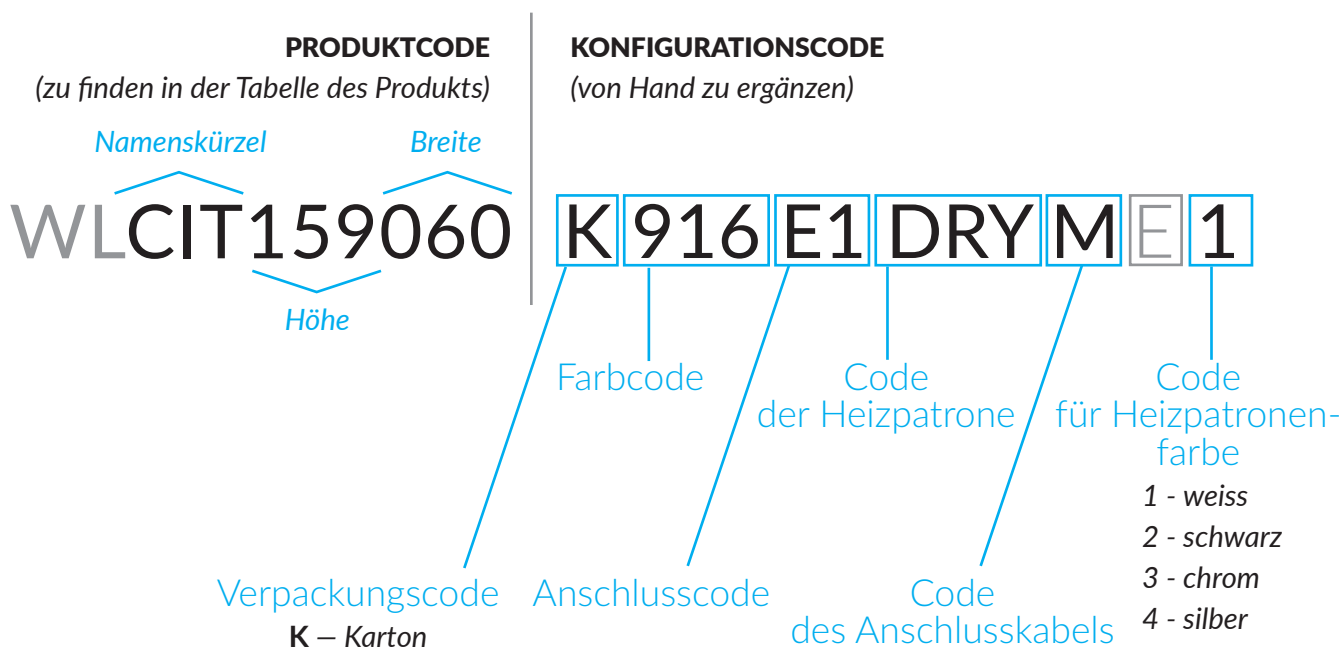 PRODUKTCODE
(zu finden in der Tabelle des Produkts)
KONFIGURATIONSCODE
(von Hand zu ergänzen)
Namenskürzel
Breite
WLCIT159060
K 916 E1 DRY M E 1
Höhe
Farbcode
Code
der Heizpatrone
Code
für Heizpatronen-
farbe
1 - weiss
2 - schwarz
3 - chrom
4 - silber
Verpackungscode
K – Karton
Anschlusscode
Code
des Anschlusskabels